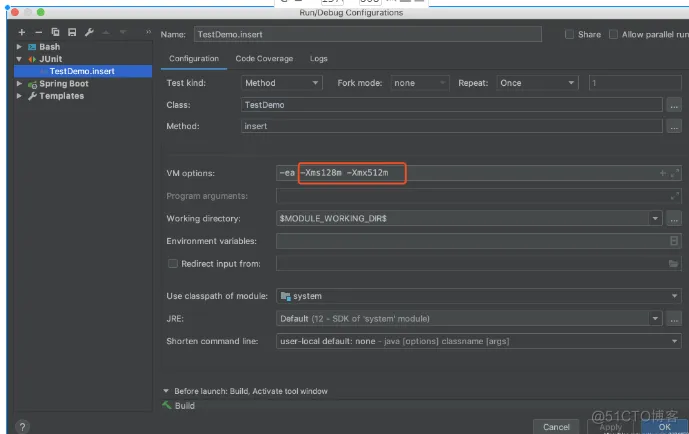 Run/Debug Configurations
Bash
JUnit
TestDemo.insert
Spring Boot
Templates
Name: TestDemo.insert Share Allow parallel run
Configuration Code Coverage Logs
Test kind: Method Fork mode: none Repeat: Once 1
Class: TestDemo ...
Method: insert ...
VM options: -ea -Xms128m -Xmx512m
Program arguments:
Working directory: $MODULE_WORKING_DIR$ ...
Environment variables:
Redirect input from:
Use classpath of module: system
JRE: Default (12 - SDK of 'system' module) ...
Shorten command line: user-local default: none - java [options] classname [args]
Before launch: Build, Activate tool window
Build
? Cancel Apply OK
@51CTO博客